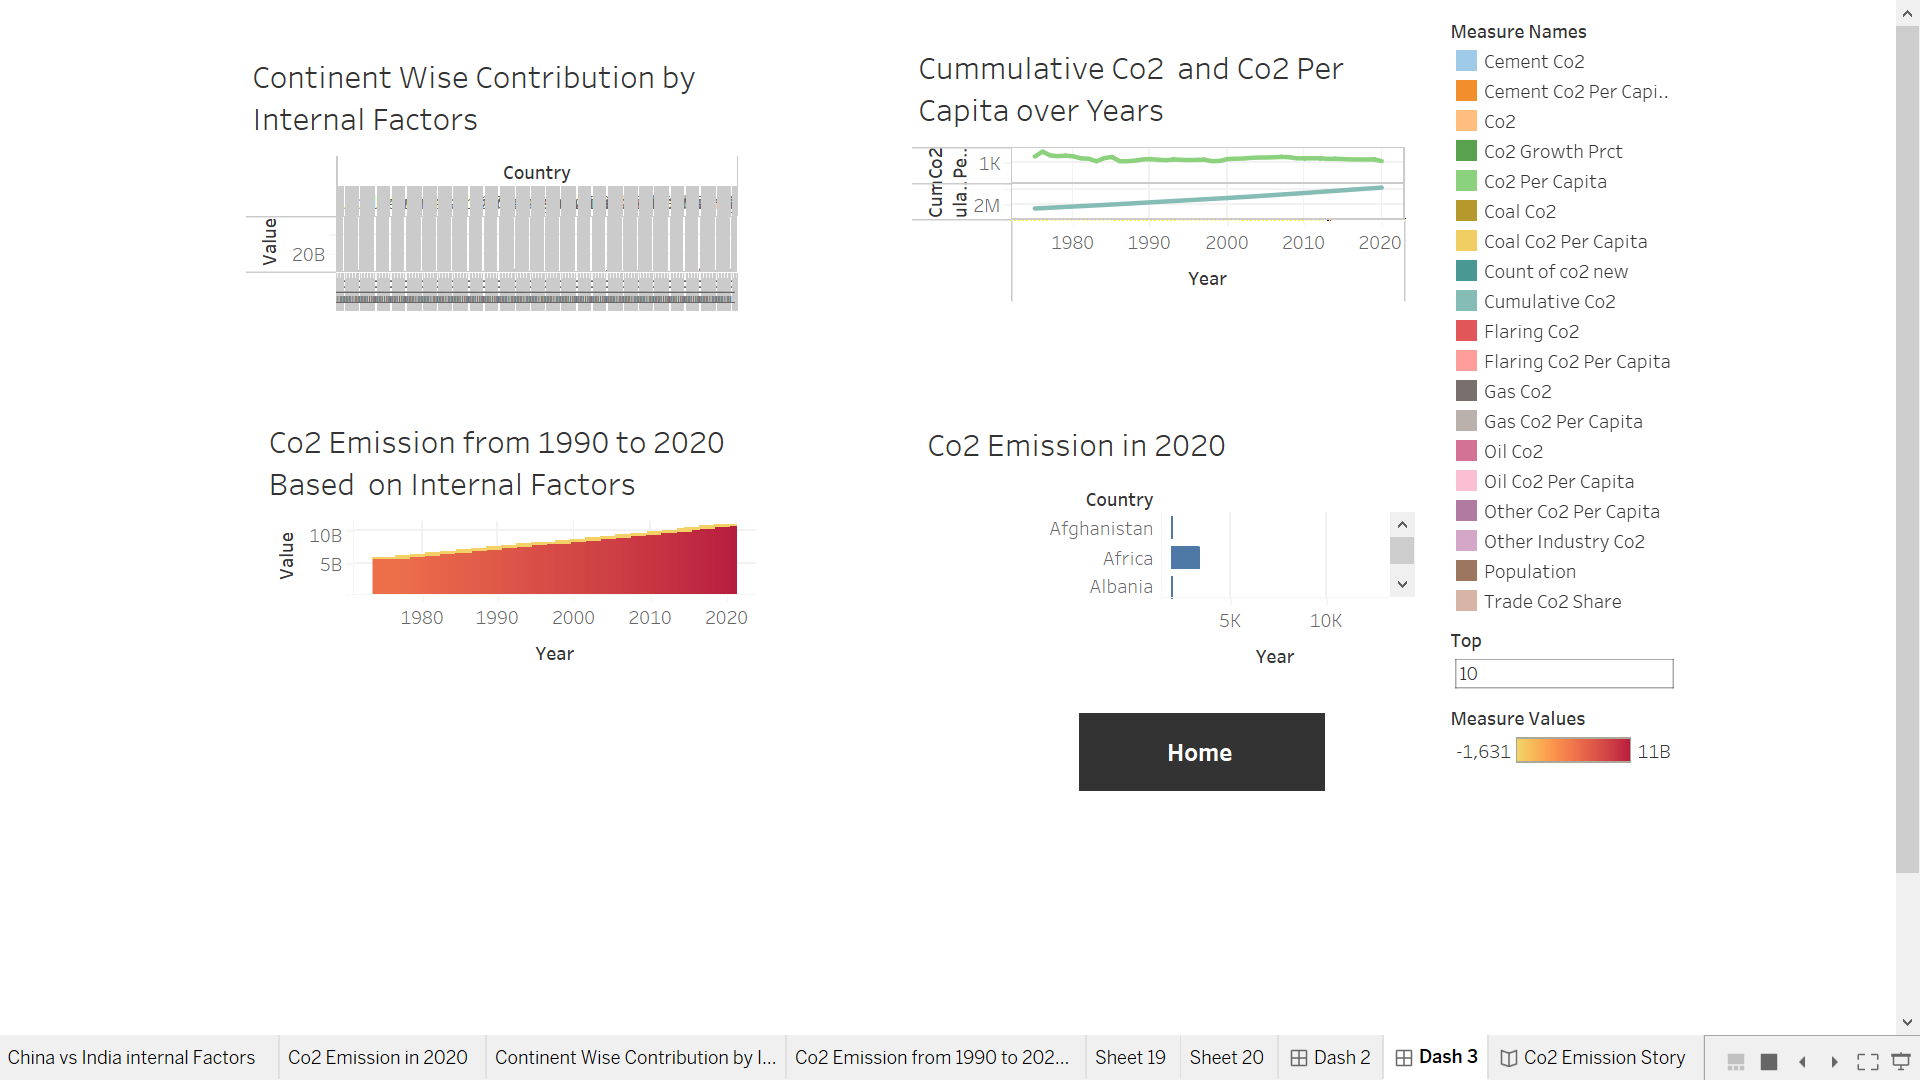 Continent Wise Contribution by
Internal Factors
Country
Value
20B
Cummulative Co2  and Co2 Per
Capita over Years
Co2
Pe..
1K
Cum
ula..
2M
1980
1990
2000
2010
2020
Year
Co2 Emission from 1990 to 2020
Based  on Internal Factors
Value
10B
5B
1980
1990
2000
2010
2020
Year
Co2 Emission in 2020
Country
Afghanistan
Africa
Albania
5K
10K
Year
Home
Measure Names
Cement Co2
Cement Co2 Per Capi..
Co2
Co2 Growth Prct
Co2 Per Capita
Coal Co2
Coal Co2 Per Capita
Count of co2 new
Cumulative Co2
Flaring Co2
Flaring Co2 Per Capita
Gas Co2
Gas Co2 Per Capita
Oil Co2
Oil Co2 Per Capita
Other Co2 Per Capita
Other Industry Co2
Population
Trade Co2 Share
Top
10
Measure Values
-1,631
11B
China vs India internal Factors
Co2 Emission in 2020
Continent Wise Contribution by I...
Co2 Emission from 1990 to 202...
Sheet 19
Sheet 20
Dash 2
Dash 3
Co2 Emission Story